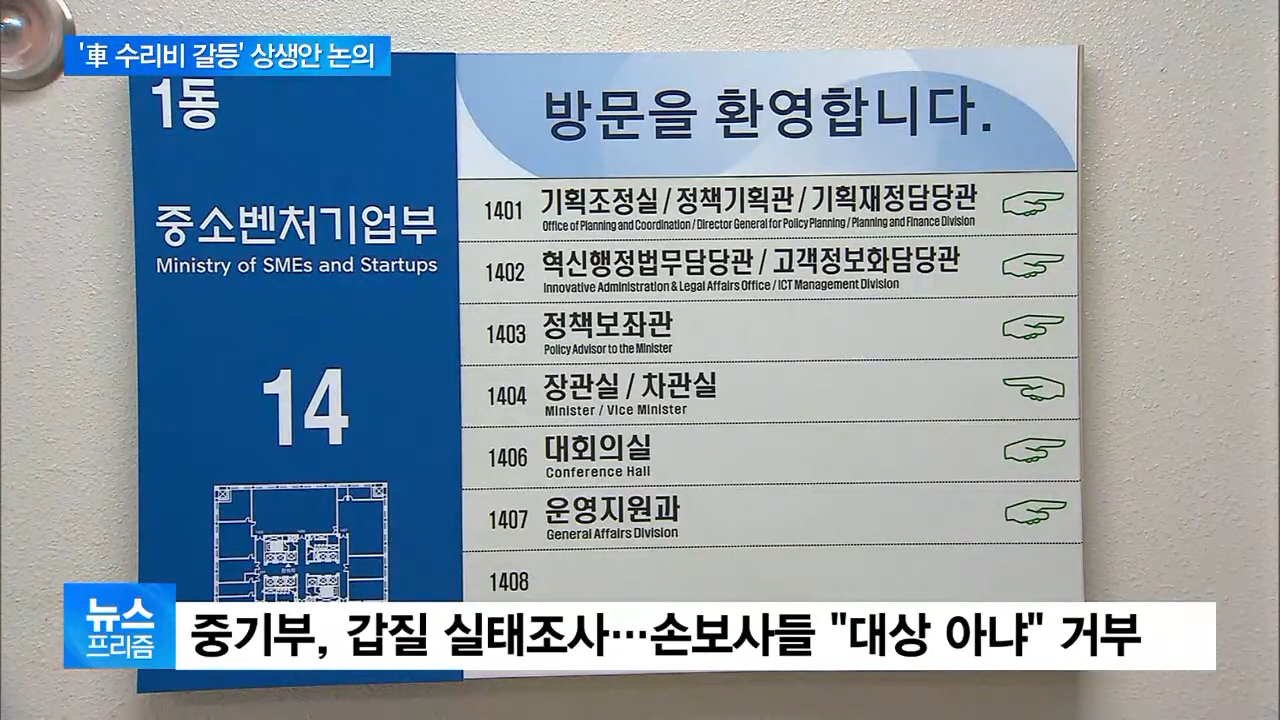 '車 수리비 갈등' 상생안 논의
1동
중소벤처기업부
Ministry of SMEs and Startups
14
방문을 환영합니다.
1401 기획조정실 / 정책기획관 / 기획재정담당관
Office of Planning and Coordination / Director General for Policy Planning / Planning and Finance Division
1402 혁신행정법무담당관 / 고객정보화담당관
Innovative Administration & Legal Affairs Office / ICT Management Division
1403 정책보좌관
Policy Advisor to the Minister
1404 장관실 / 차관실
Minister / Vice Minister
1406 대회의실
Conference Hall
1407 운영지원과
General Affairs Division
1408
뉴스
프리즘
중기부, 갑질 실태조사…손보사들 "대상 아냐" 거부